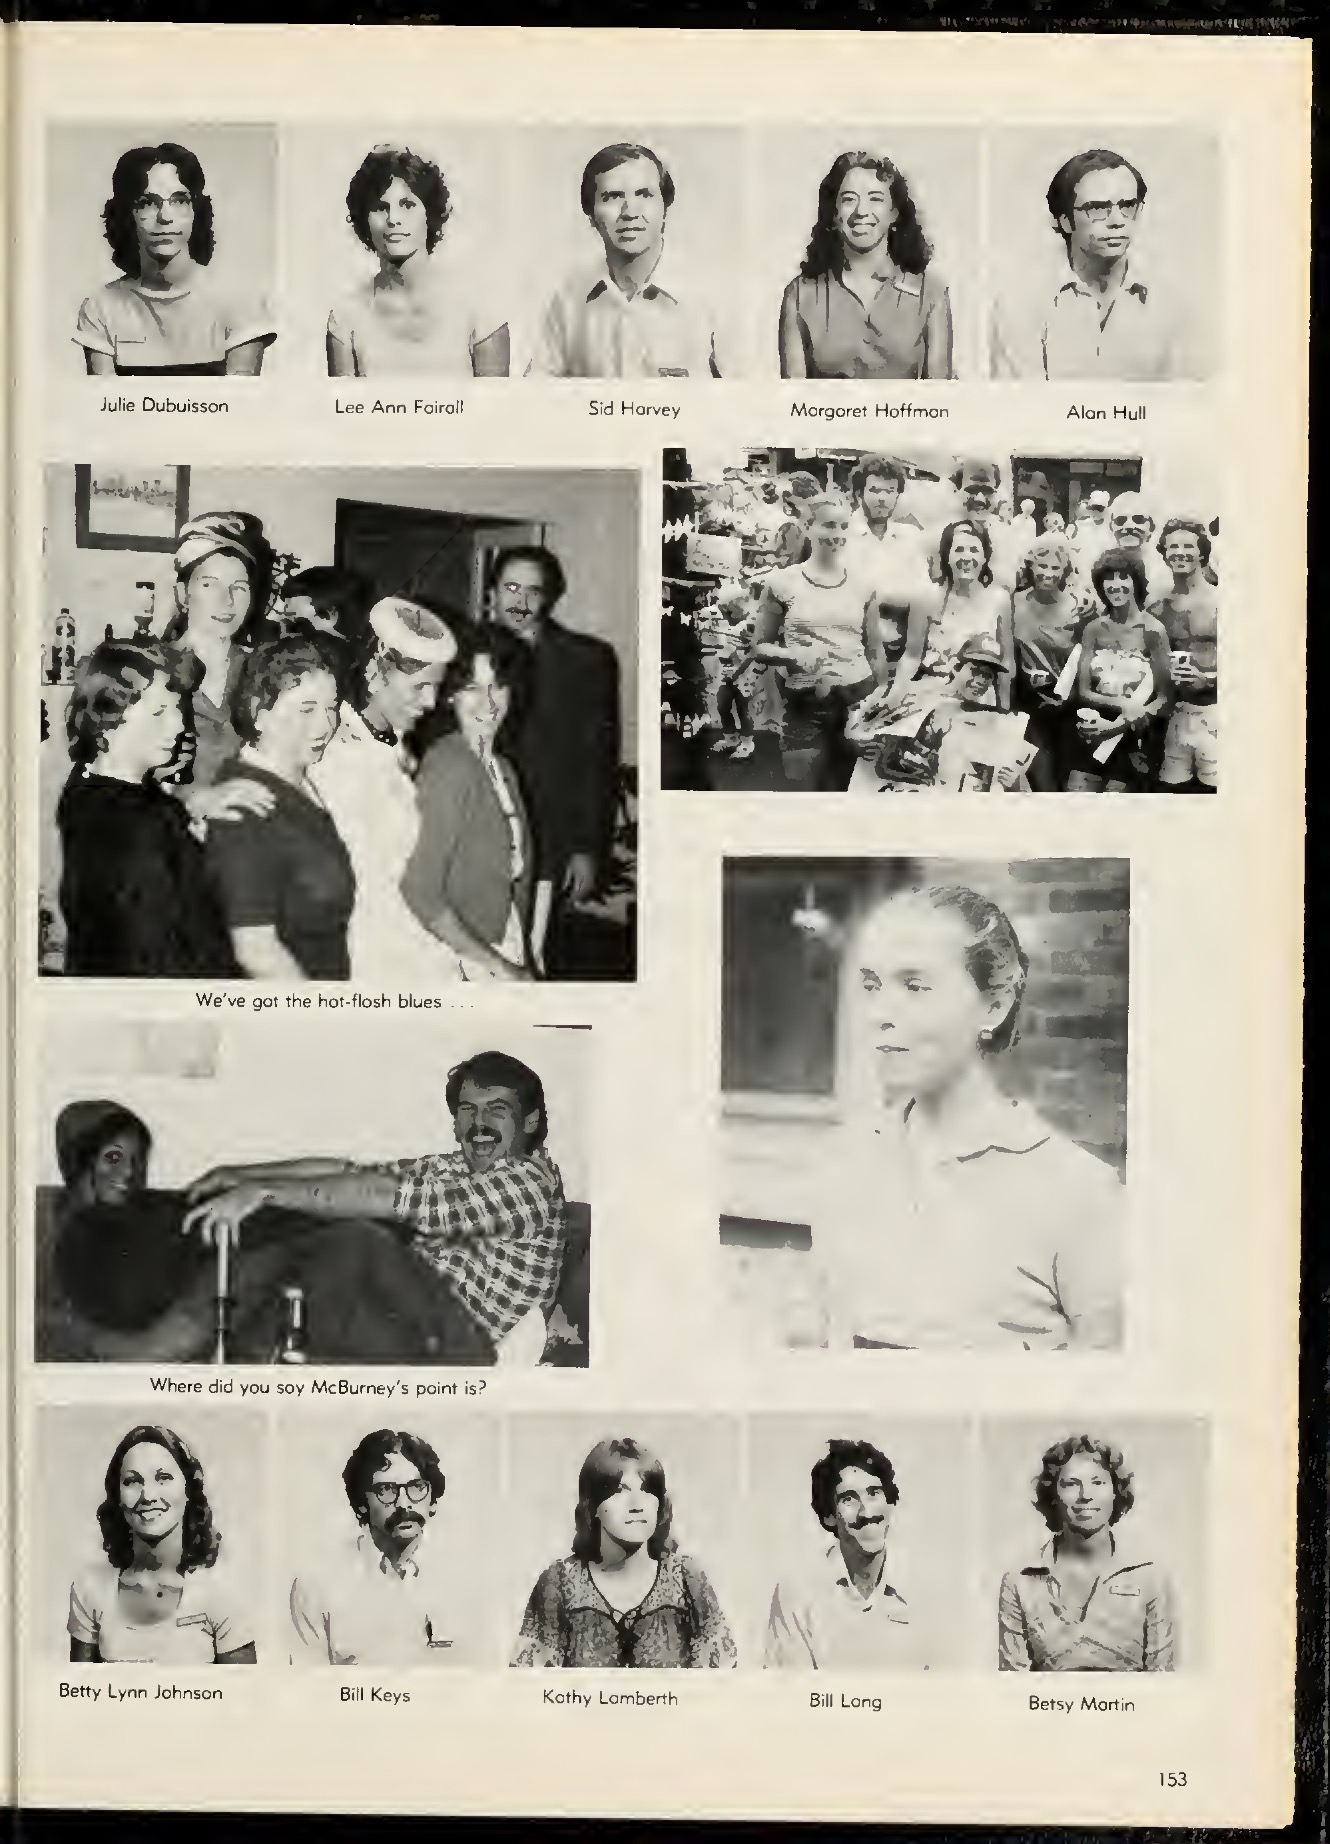 Julie Dubuisson
Lee Ann Fairall
Sid Harvey
Margaret Hoffman
Alan Hull
We've got the hot-flash blues . . .
Where did you say McBurney's point is?
Betty Lynn Johnson
Bill Keys
Kathy Lamberth
Bill Long
Betsy Martin
153